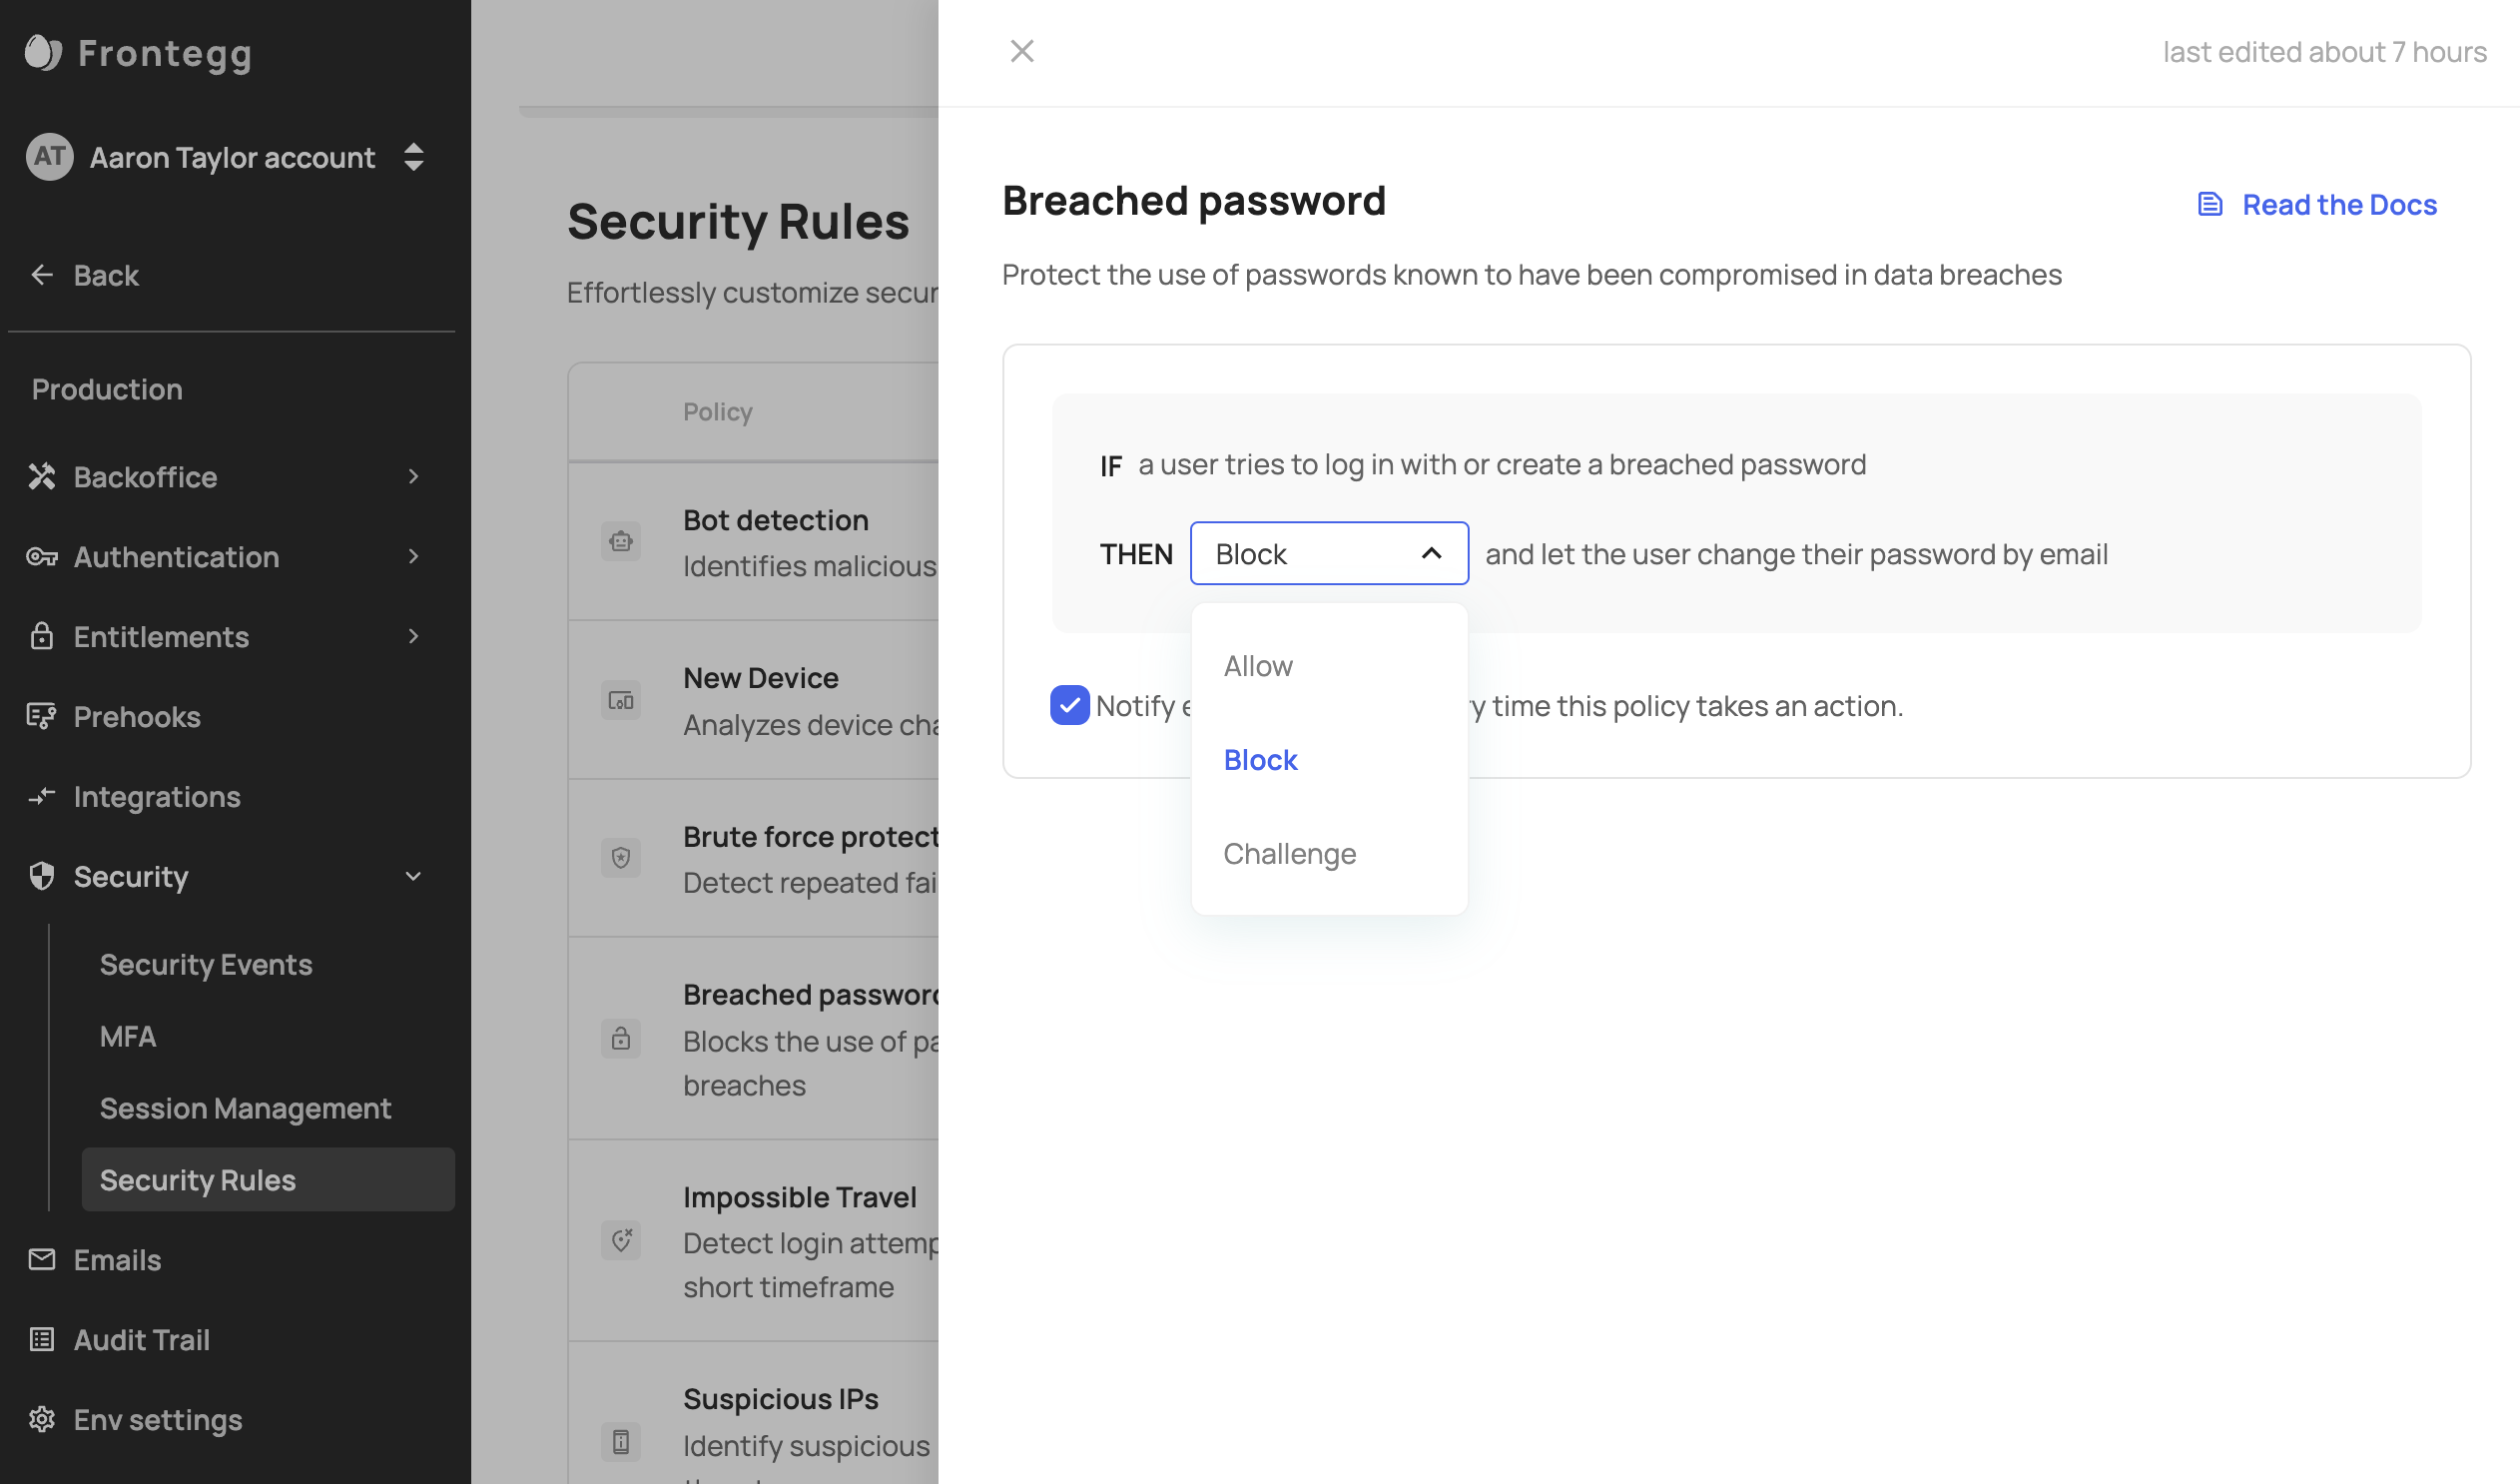 Frontegg
AT
Aaron Taylor account
Back
Production
Backoffice
Authentication
Entitlements
Prehooks
Integrations
Security
Security Events
MFA
Session Management
Security Rules
Emails
Audit Trail
Env settings
Security Rules
Effortlessly customize secur
Policy
Bot detection
Identifies malicious
New Device
Analyzes device cha
Brute force protect
Detect repeated fai
Breached password
Blocks the use of pa
breaches
Impossible Travel
Detect login attemp
short timeframe
Suspicious IPs
Identify suspicious
last edited about 7 hours
Breached password
Read the Docs
Protect the use of passwords known to have been compromised in data breaches
IF a user tries to log in with or create a breached password
THEN Block and let the user change their password by email
Allow
Notify e y time this policy takes an action.
Block
Challenge